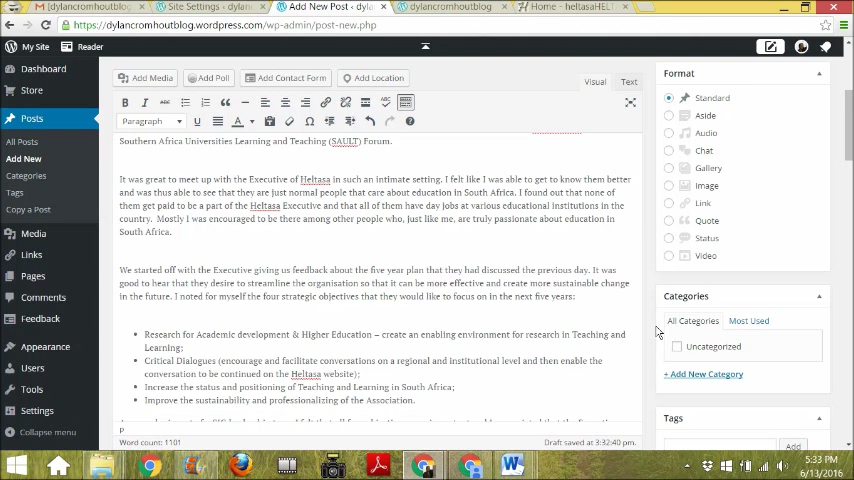 [dylancromhoutblog
Site Settings ‹ dylan
Add New Post ‹ dylan
dylancromhoutblog
Home - heltasaHELT
https://dylancromhoutblog.wordpress.com/wp-admin/post-new.php
My Site
Reader
Dashboard
Store
Posts
All Posts
Add New
Categories
Tags
Copy a Post
Media
Links
Pages
Comments
Feedback
Appearance
Users
Tools
Settings
Collapse menu
Add Media
Add Poll
Add Contact Form
Add Location
Visual
Text
B I ABC
Paragraph
U A
Southern Africa Universities Learning and Teaching (SAULT) Forum.
It was great to meet up with the Executive of Heltasa in such an intimate setting. I felt like I was able to get to know them better
and was thus able to see that they are just normal people that care about education in South Africa. I found out that none of
them get paid to be a part of the Heltasa Executive and that all of them have day jobs at various educational institutions in the
country. Mostly I was encouraged to be there among other people who, just like me, are truly passionate about education in
South Africa.
We started off with the Executive giving us feedback about the five year plan that they had discussed the previous day. It was
good to hear that they desire to streamline the organisation so that it can be more effective and create more sustainable change
in the future. I noted for myself the four strategic objectives that they would like to focus on in the next five years:
Research for Academic development & Higher Education – create an enabling environment for research in Teaching and
Learning;
Critical Dialogues (encourage and facilitate conversations on a regional and institutional level and then enable the
conversation to be continued on the Heltasa website);
Increase the status and positioning of Teaching and Learning in South Africa;
Improve the sustainability and professionalizing of the Association.
p
Word count: 1101
Draft saved at 3:32:40 pm.
Format
Standard
Aside
Audio
Chat
Gallery
Image
Link
Quote
Status
Video
Categories
All Categories
Most Used
Uncategorized
+ Add New Category
Tags
Add
5:33 PM
6/13/2016